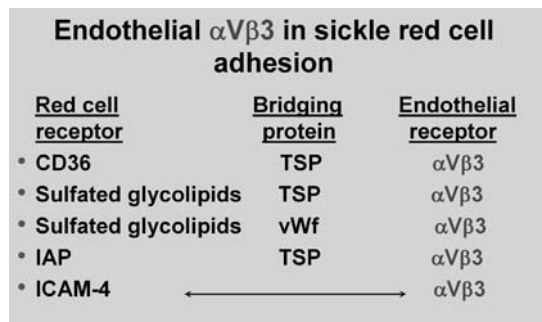 Endothelial αVβ3 in sickle red cell
adhesion
Red cell receptor Bridging protein Endothelial receptor
• CD36 TSP αVβ3
• Sulfated glycolipids TSP αVβ3
• Sulfated glycolipids vWf αVβ3
• IAP TSP αVβ3
• ICAM-4 αVβ3